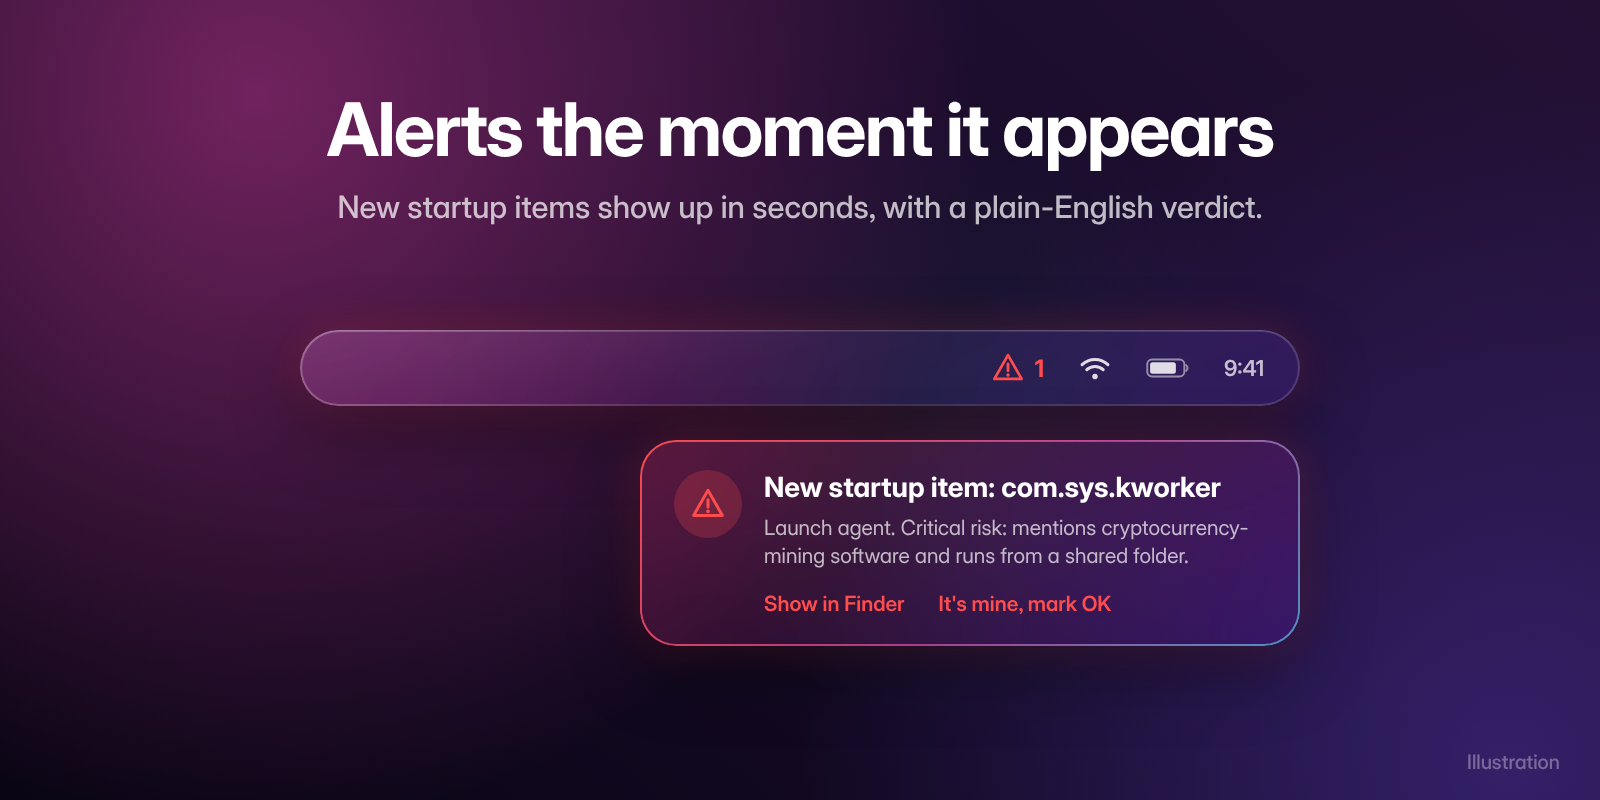 Alerts the moment it appears
New startup items show up in seconds, with a plain-English verdict.
1 9:41
New startup item: com.sys.kworker
Launch agent. Critical risk: mentions cryptocurrency-
mining software and runs from a shared folder.
Show in Finder It's mine, mark OK
Illustration